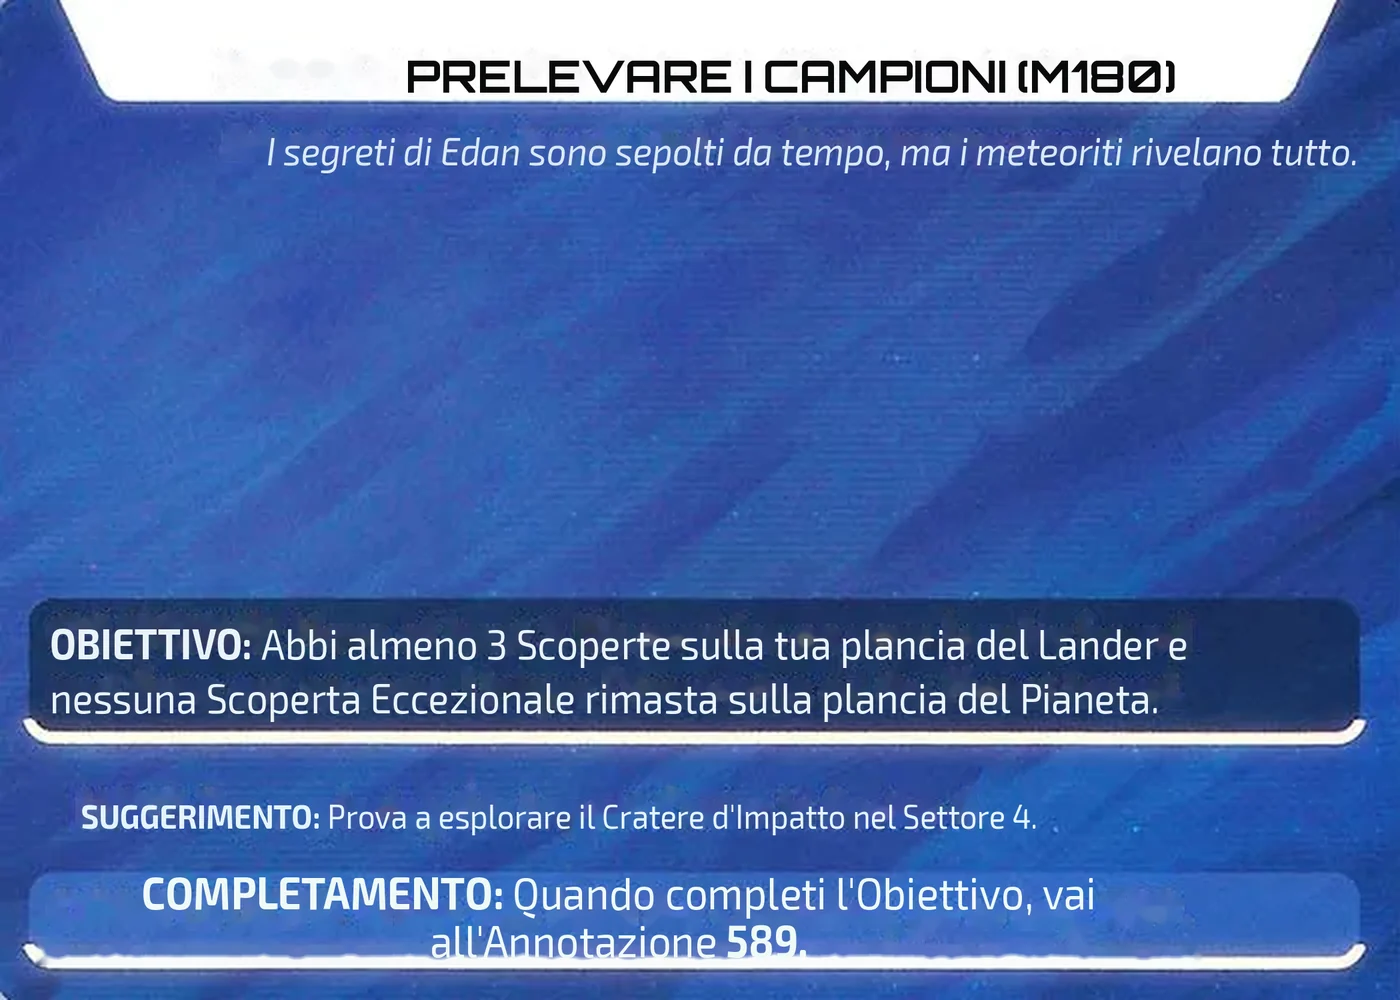 PRELEVARE I CAMPIONI (M180)
I segreti di Edan sono sepolti da tempo, ma i meteoriti rivelano tutto.
OBIETTIVO: Abbi almeno 3 Scoperte sulla tua plancia del Lander e
nessuna Scoperta Eccezionale rimasta sulla plancia del Pianeta.
SUGGERIMENTO: Prova a esplorare il Cratere d'Impatto nel Settore 4.
COMPLETAMENTO: Quando completi l'Obiettivo, vai
all'Annotazione 589.